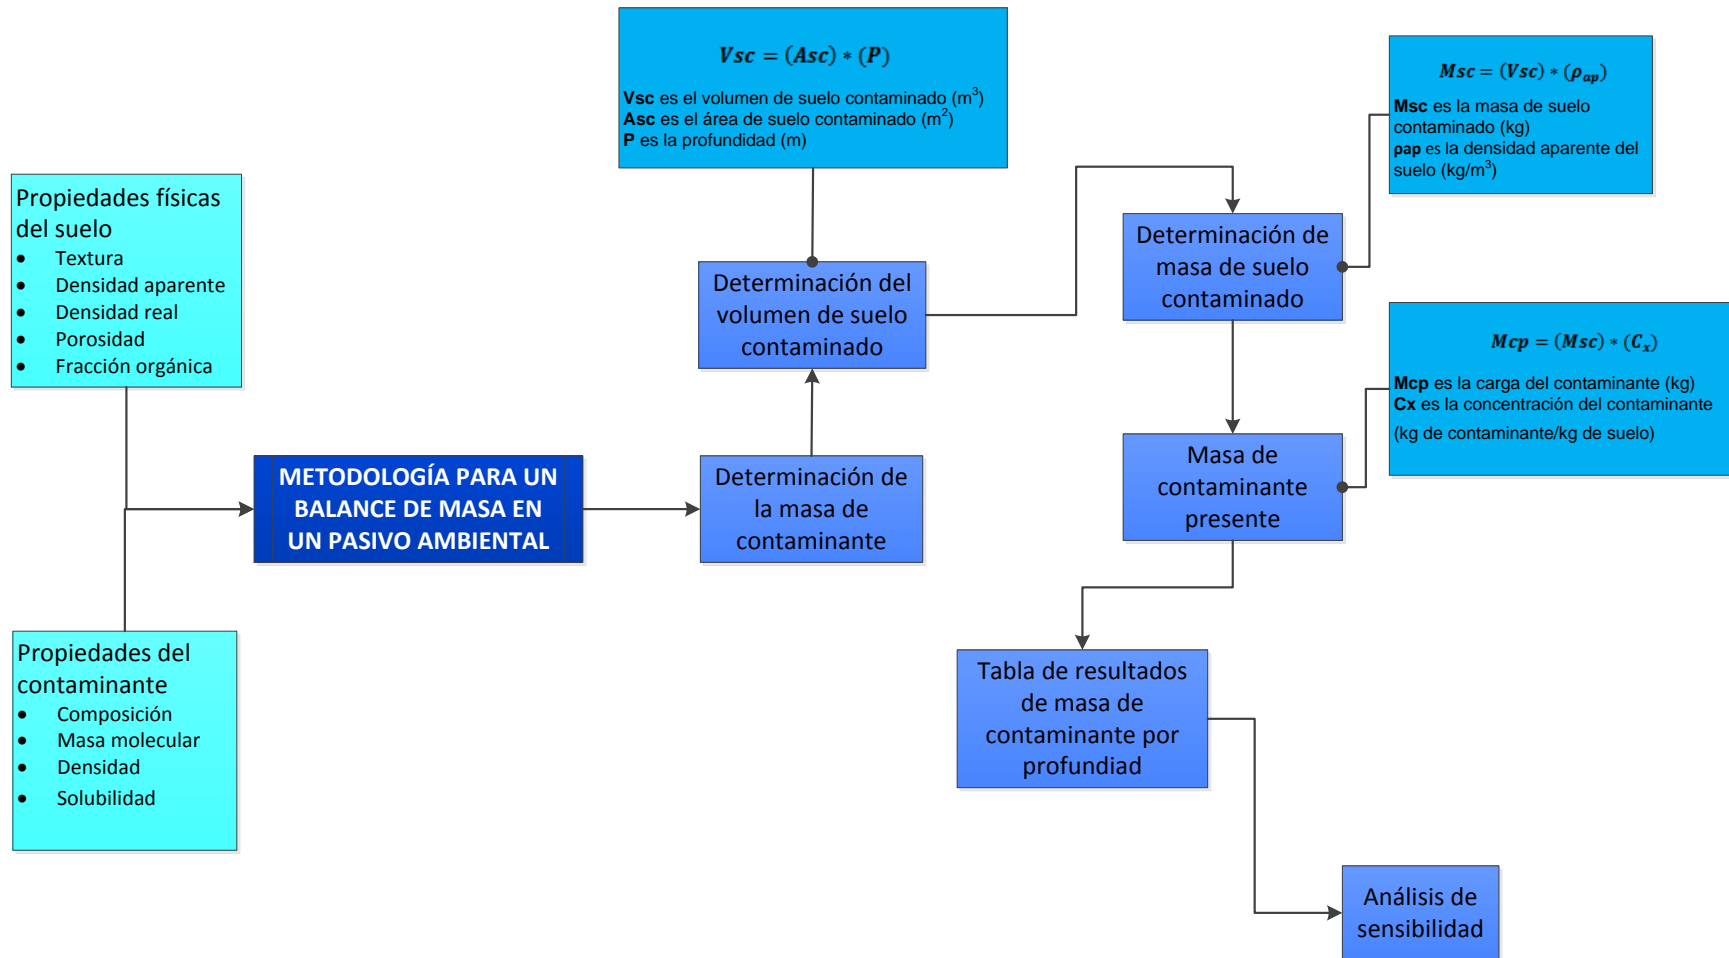 Vsc = (Asc) * (P)
Vsc es el volumen de suelo contaminado (m³)
Asc es el área de suelo contaminado (m²)
P es la profundidad (m)
Msc = (Vsc) * (ρap)
Msc es la masa de suelo
contaminado (kg)
ρap es la densidad aparente del
suelo (kg/m³)
Propiedades físicas
del suelo
• Textura
• Densidad aparente
• Densidad real
• Porosidad
• Fracción orgánica
Determinación del
volumen de suelo
contaminado
Determinación de
masa de suelo
contaminado
Mcp = (Msc) * (Cx)
Mcp es la carga del contaminante (kg)
Cx es la concentración del contaminante
(kg de contaminante/kg de suelo)
METODOLOGÍA PARA UN
BALANCE DE MASA EN
UN PASIVO AMBIENTAL
Determinación de
la masa de
contaminante
Masa de
contaminante
presente
Propiedades del
contaminante
• Composición
• Masa molecular
• Densidad
• Solubilidad
Tabla de resultados
de masa de
contaminante por
profundiad
Análisis de
sensibilidad